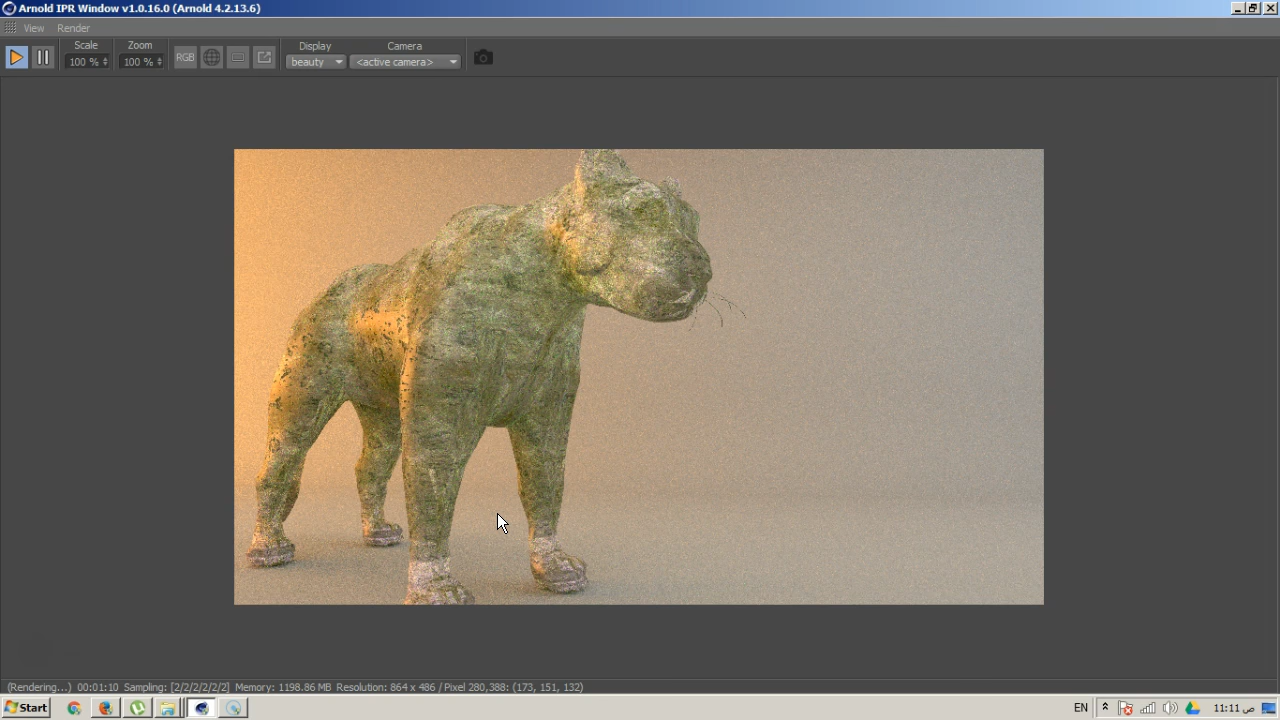 Arnold IPR Window v1.0.16.0 (Arnold 4.2.13.6)
View Render
Scale Zoom Display Camera
100 % 100 % RGB beauty <active camera>
(Rendering...) 00:01:10 Sampling: [2/2/2/2/2/2] Memory: 1198.86 MB Resolution: 864 x 486 / Pixel 280,388: (173, 151, 132)
Start EN 11:11 ص